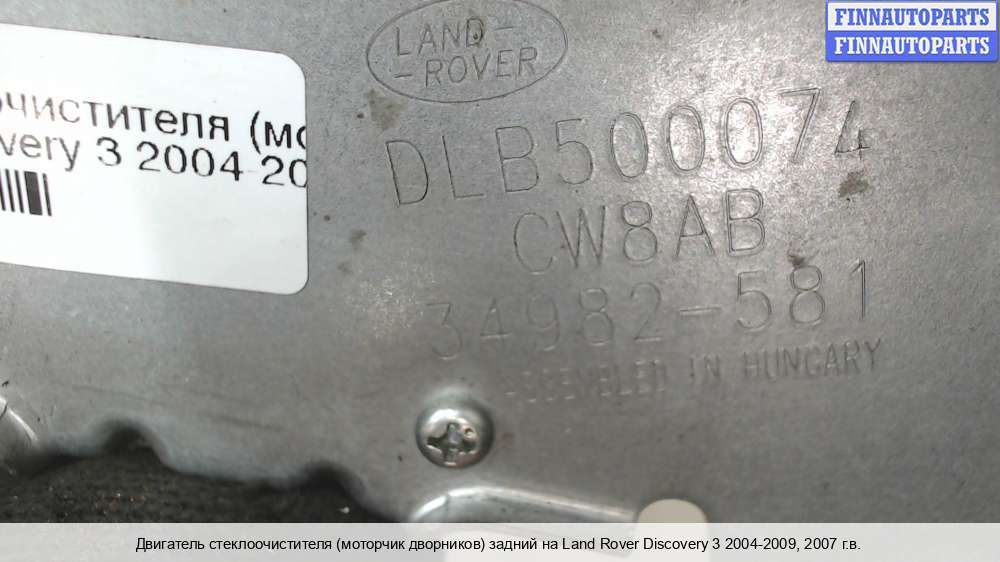 FINNAUTOPARTS
FINNAUTOPARTS
LAND-
-ROVER
очистителя (мо
very 3 2004-20
DLB500074
CW8AB
34982-581
ASSEMBLED IN HUNGARY
Двигатель стеклоочистителя (моторчик дворников) задний на Land Rover Discovery 3 2004-2009, 2007 г.в.